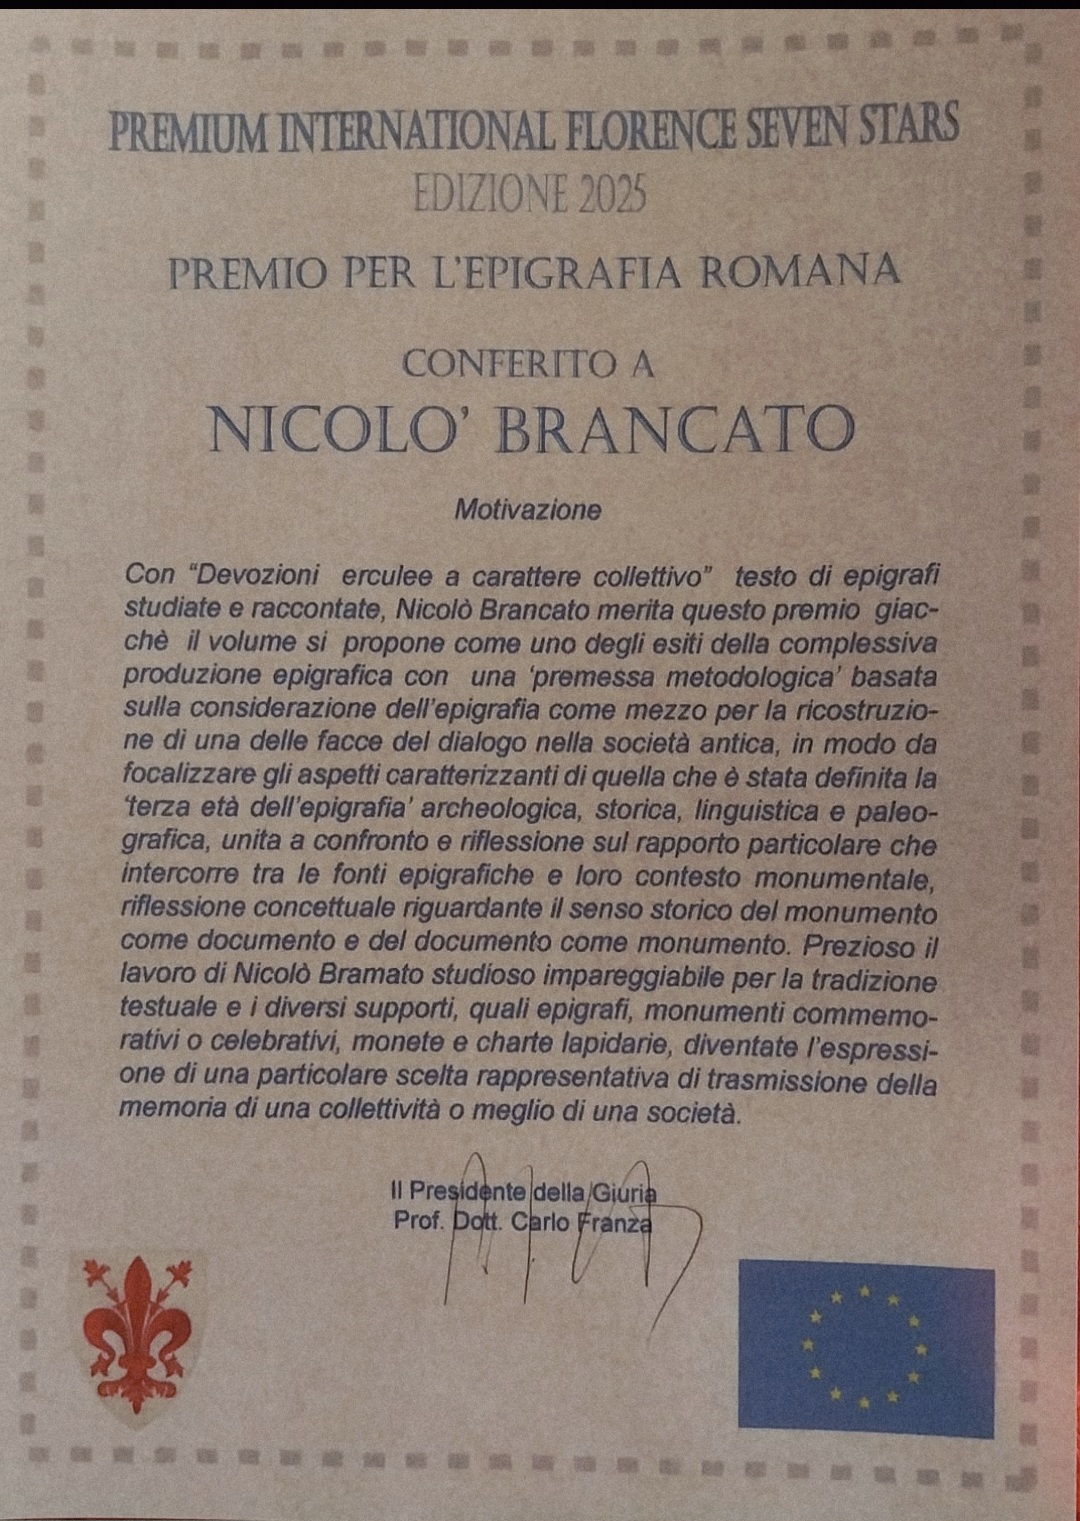 PREMIUM INTERNATIONAL FLORENCE SEVEN STARS
EDIZIONE 2025
PREMIO PER L'EPIGRAFIA ROMANA
CONFERITO A
NICOLO' BRANCATO
Motivazione
Con “Devozioni erculee a carattere collettivo” testo di epigrafi
studiate e raccontate, Nicolò Brancato merita questo premio giac-
chè il volume si propone come uno degli esiti della complessiva
produzione epigrafica con una ‘premessa metodologica’ basata
sulla considerazione dell’epigrafia come mezzo per la ricostruzio-
ne di una delle facce del dialogo nella società antica, in modo da
focalizzare gli aspetti caratterizzanti di quella che è stata definita la
‘terza età dell’epigrafia’ archeologica, storica, linguistica e paleo-
grafica, unita a confronto e riflessione sul rapporto particolare che
intercorre tra le fonti epigrafiche e loro contesto monumentale,
riflessione concettuale riguardante il senso storico del monumento
come documento e del documento come monumento. Prezioso il
lavoro di Nicolò Bramato studioso impareggiabile per la tradizione
testuale e i diversi supporti, quali epigrafi, monumenti commemo-
rativi o celebrativi, monete e charte lapidarie, diventate l’espressi-
one di una particolare scelta rappresentativa di trasmissione della
memoria di una collettività o meglio di una società.
Il Presidente della Giuria
Prof. Dott. Carlo Franza